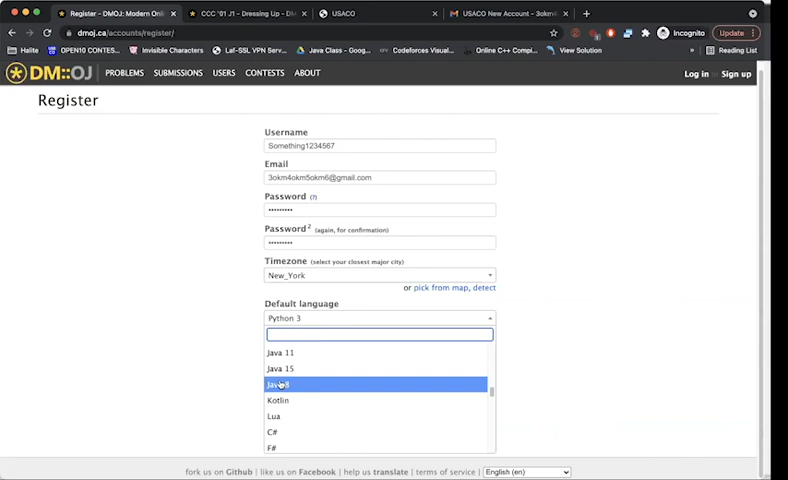 Register - DMOJ: Modern Onli
CCC '01 J1 - Dressing Up - DM
USACO
USACO New Account - 3okm4
dmoj.ca/accounts/register/
Incognito
Update
Halite
OPEN10 CONTES...
Invisible Characters
Laf-SSL VPN Serv...
Java Class - Goog...
Codeforces Visual...
Online C++ Compil...
View Solution
»
Reading List
DM::OJ
PROBLEMS
SUBMISSIONS
USERS
CONTESTS
ABOUT
Log in or Sign up
Register
Username
Something1234567
Email
3okm4okm5okm6@gmail.com
Password (?)
•••••••••
Password² (again, for confirmation)
•••••••••
Timezone (select your closest major city)
New_York
or pick from map, detect
Default language
Python 3
Java 11
Java 15
Java 8
Kotlin
Lua
C#
F#
fork us on Github | like us on Facebook | help us translate | terms of service | English (en)